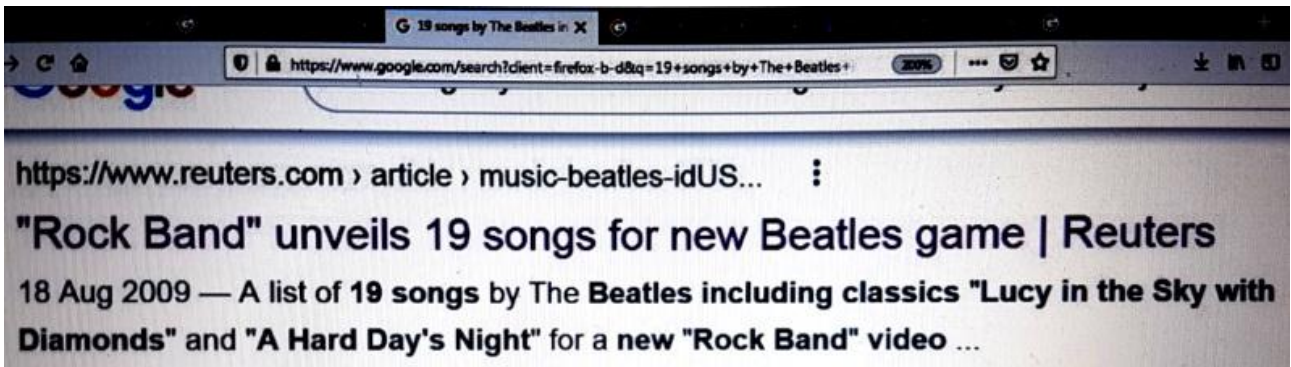 19 songs by The Beatles in
https://www.google.com/search?client=firefox-b-d&q=19+songs+by+The+Beatles+
200%
https://www.reuters.com › article › music-beatles-idUS...
"Rock Band" unveils 19 songs for new Beatles game | Reuters
18 Aug 2009 — A list of 19 songs by The Beatles including classics "Lucy in the Sky with
Diamonds" and "A Hard Day's Night" for a new "Rock Band" video ...